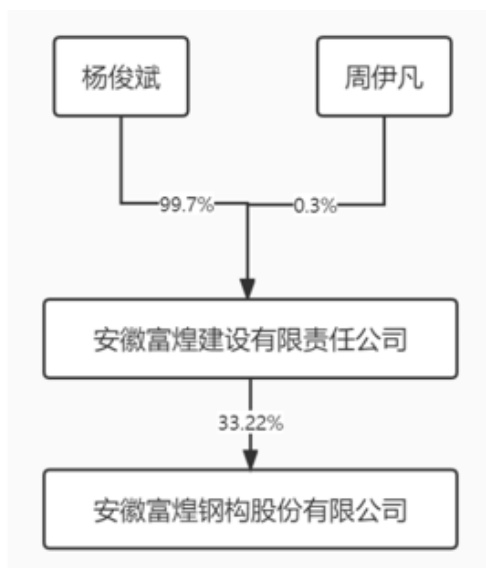 杨俊斌
周伊凡
99.7%
0.3%
安徽富煌建设有限责任公司
33.22%
安徽富煌钢构股份有限公司